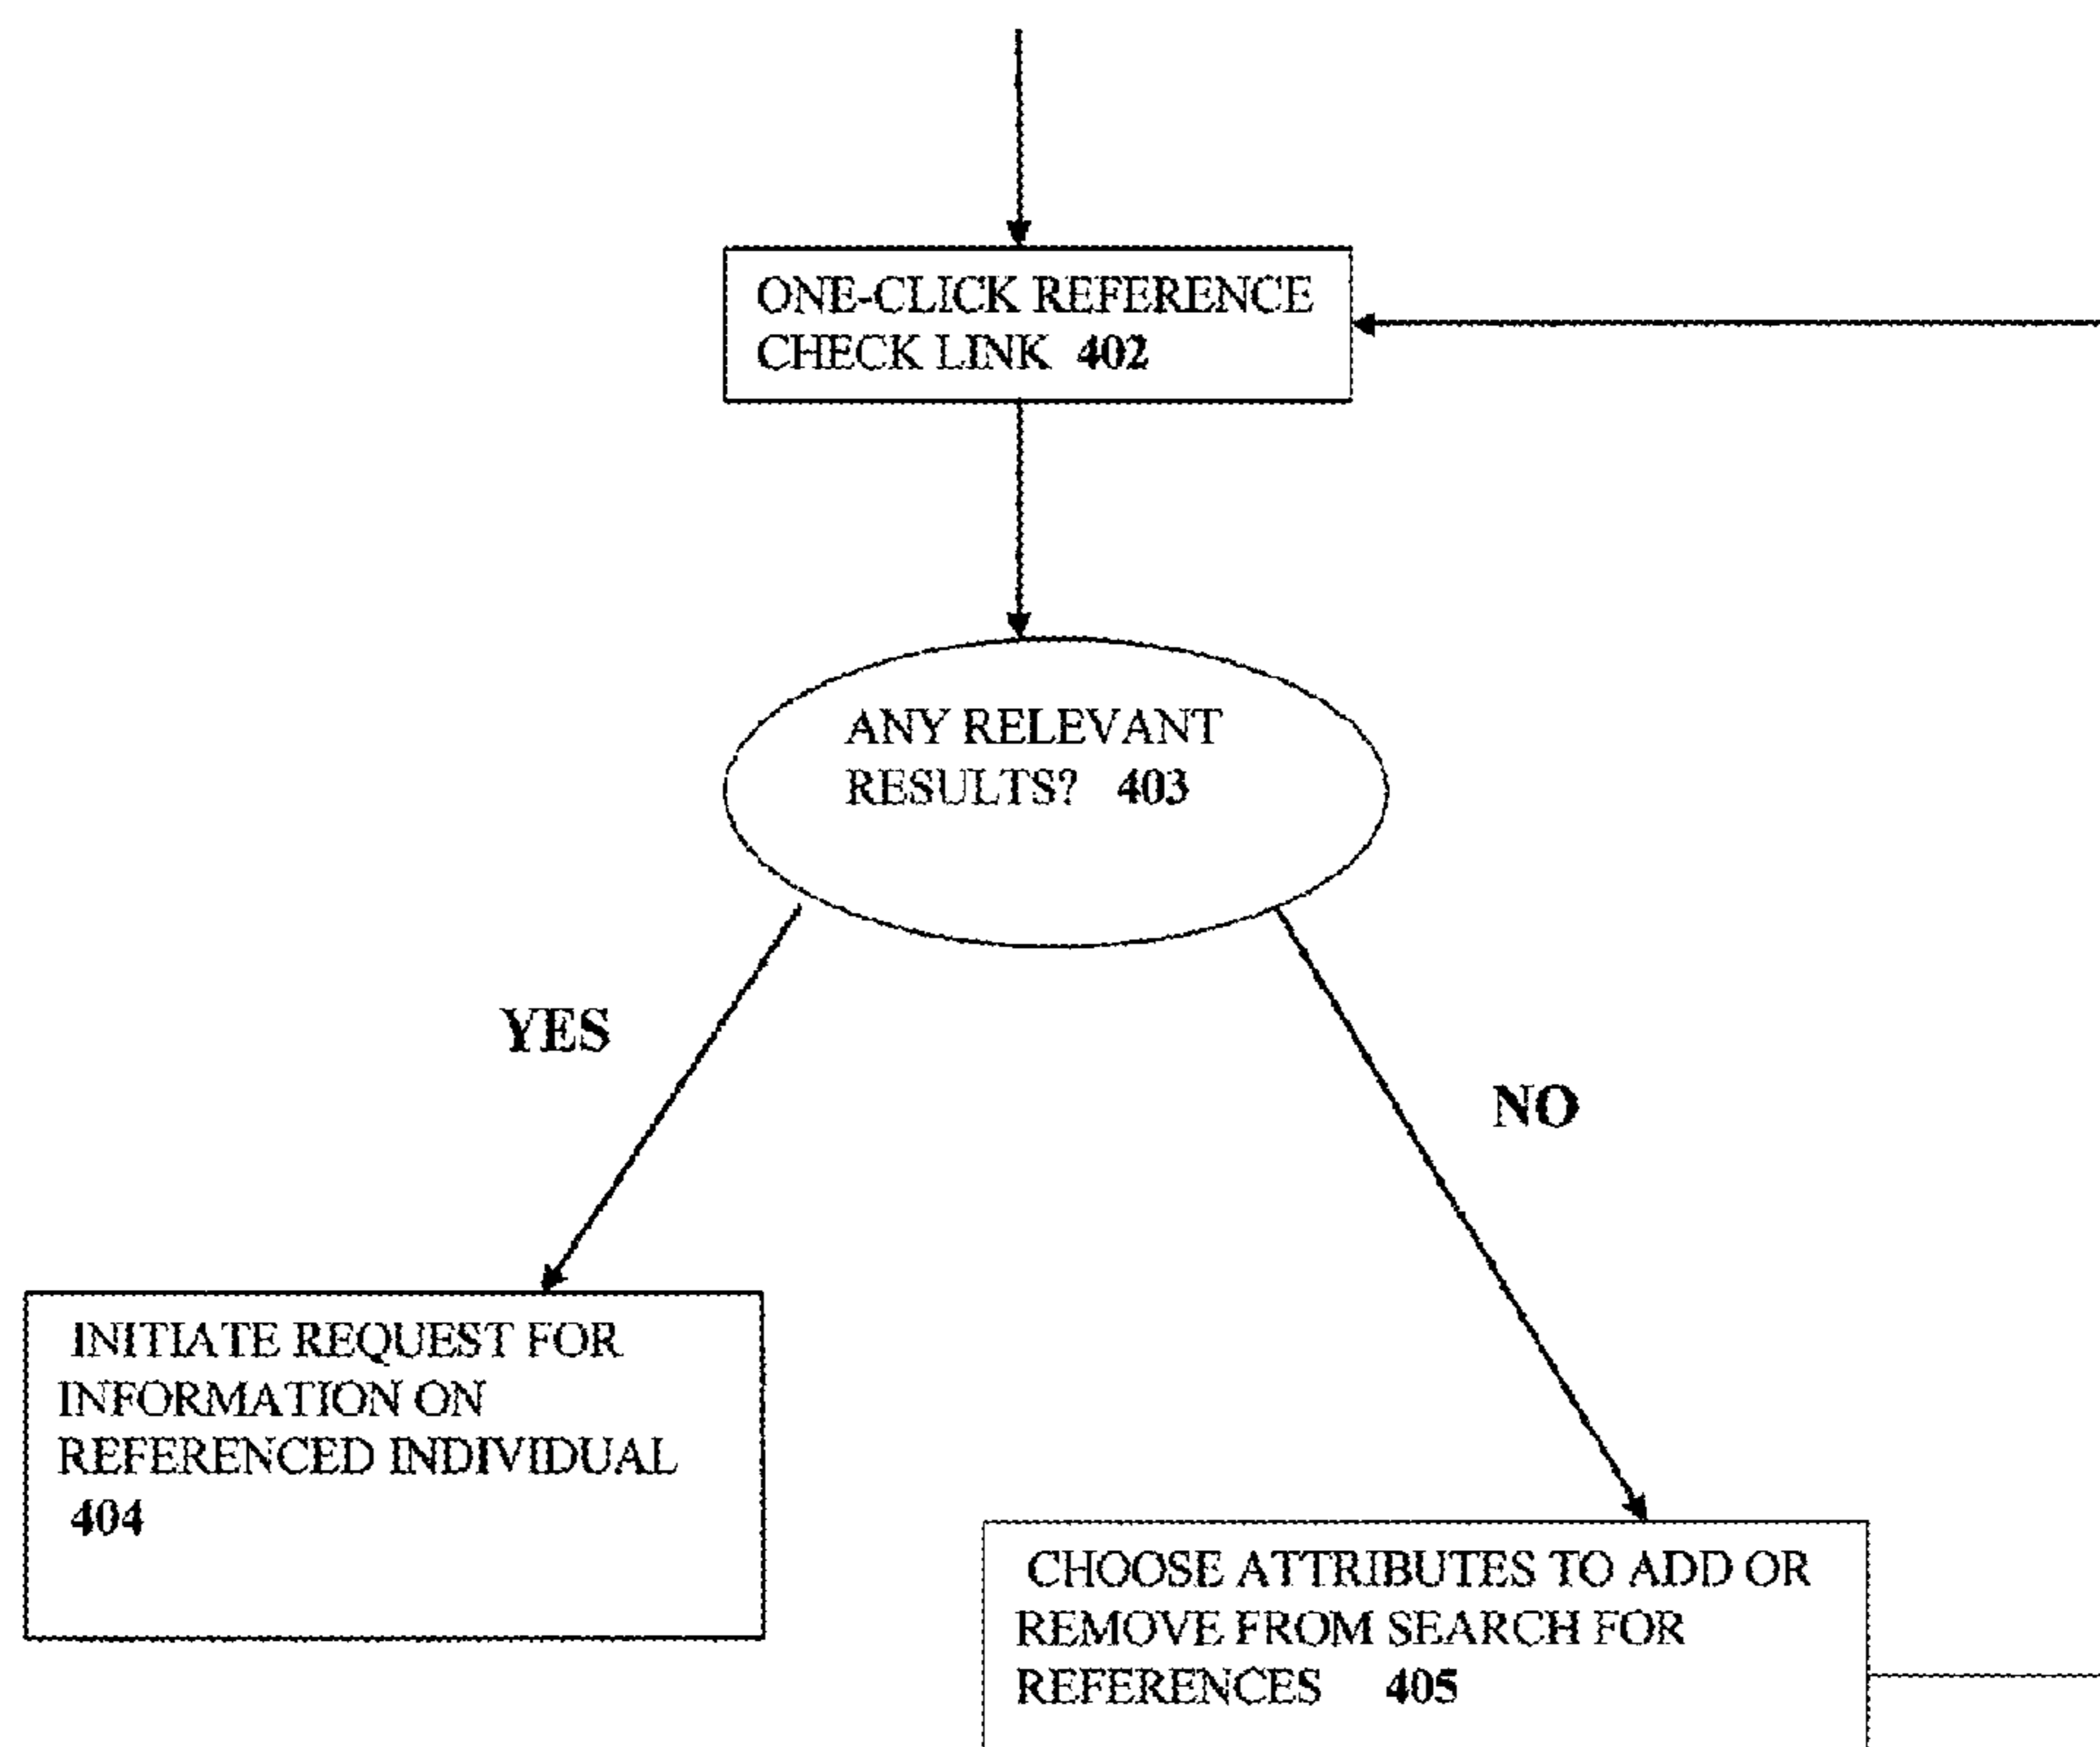 ONE-CLICK REFERENCE
CHECK LINK 402
ANY RELEVANT
RESULTS? 403
YES
NO
INITIATE REQUEST FOR
INFORMATION ON
REFERENCED INDIVIDUAL
404
CHOOSE ATTRIBUTES TO ADD OR
REMOVE FROM SEARCH FOR
REFERENCES 405